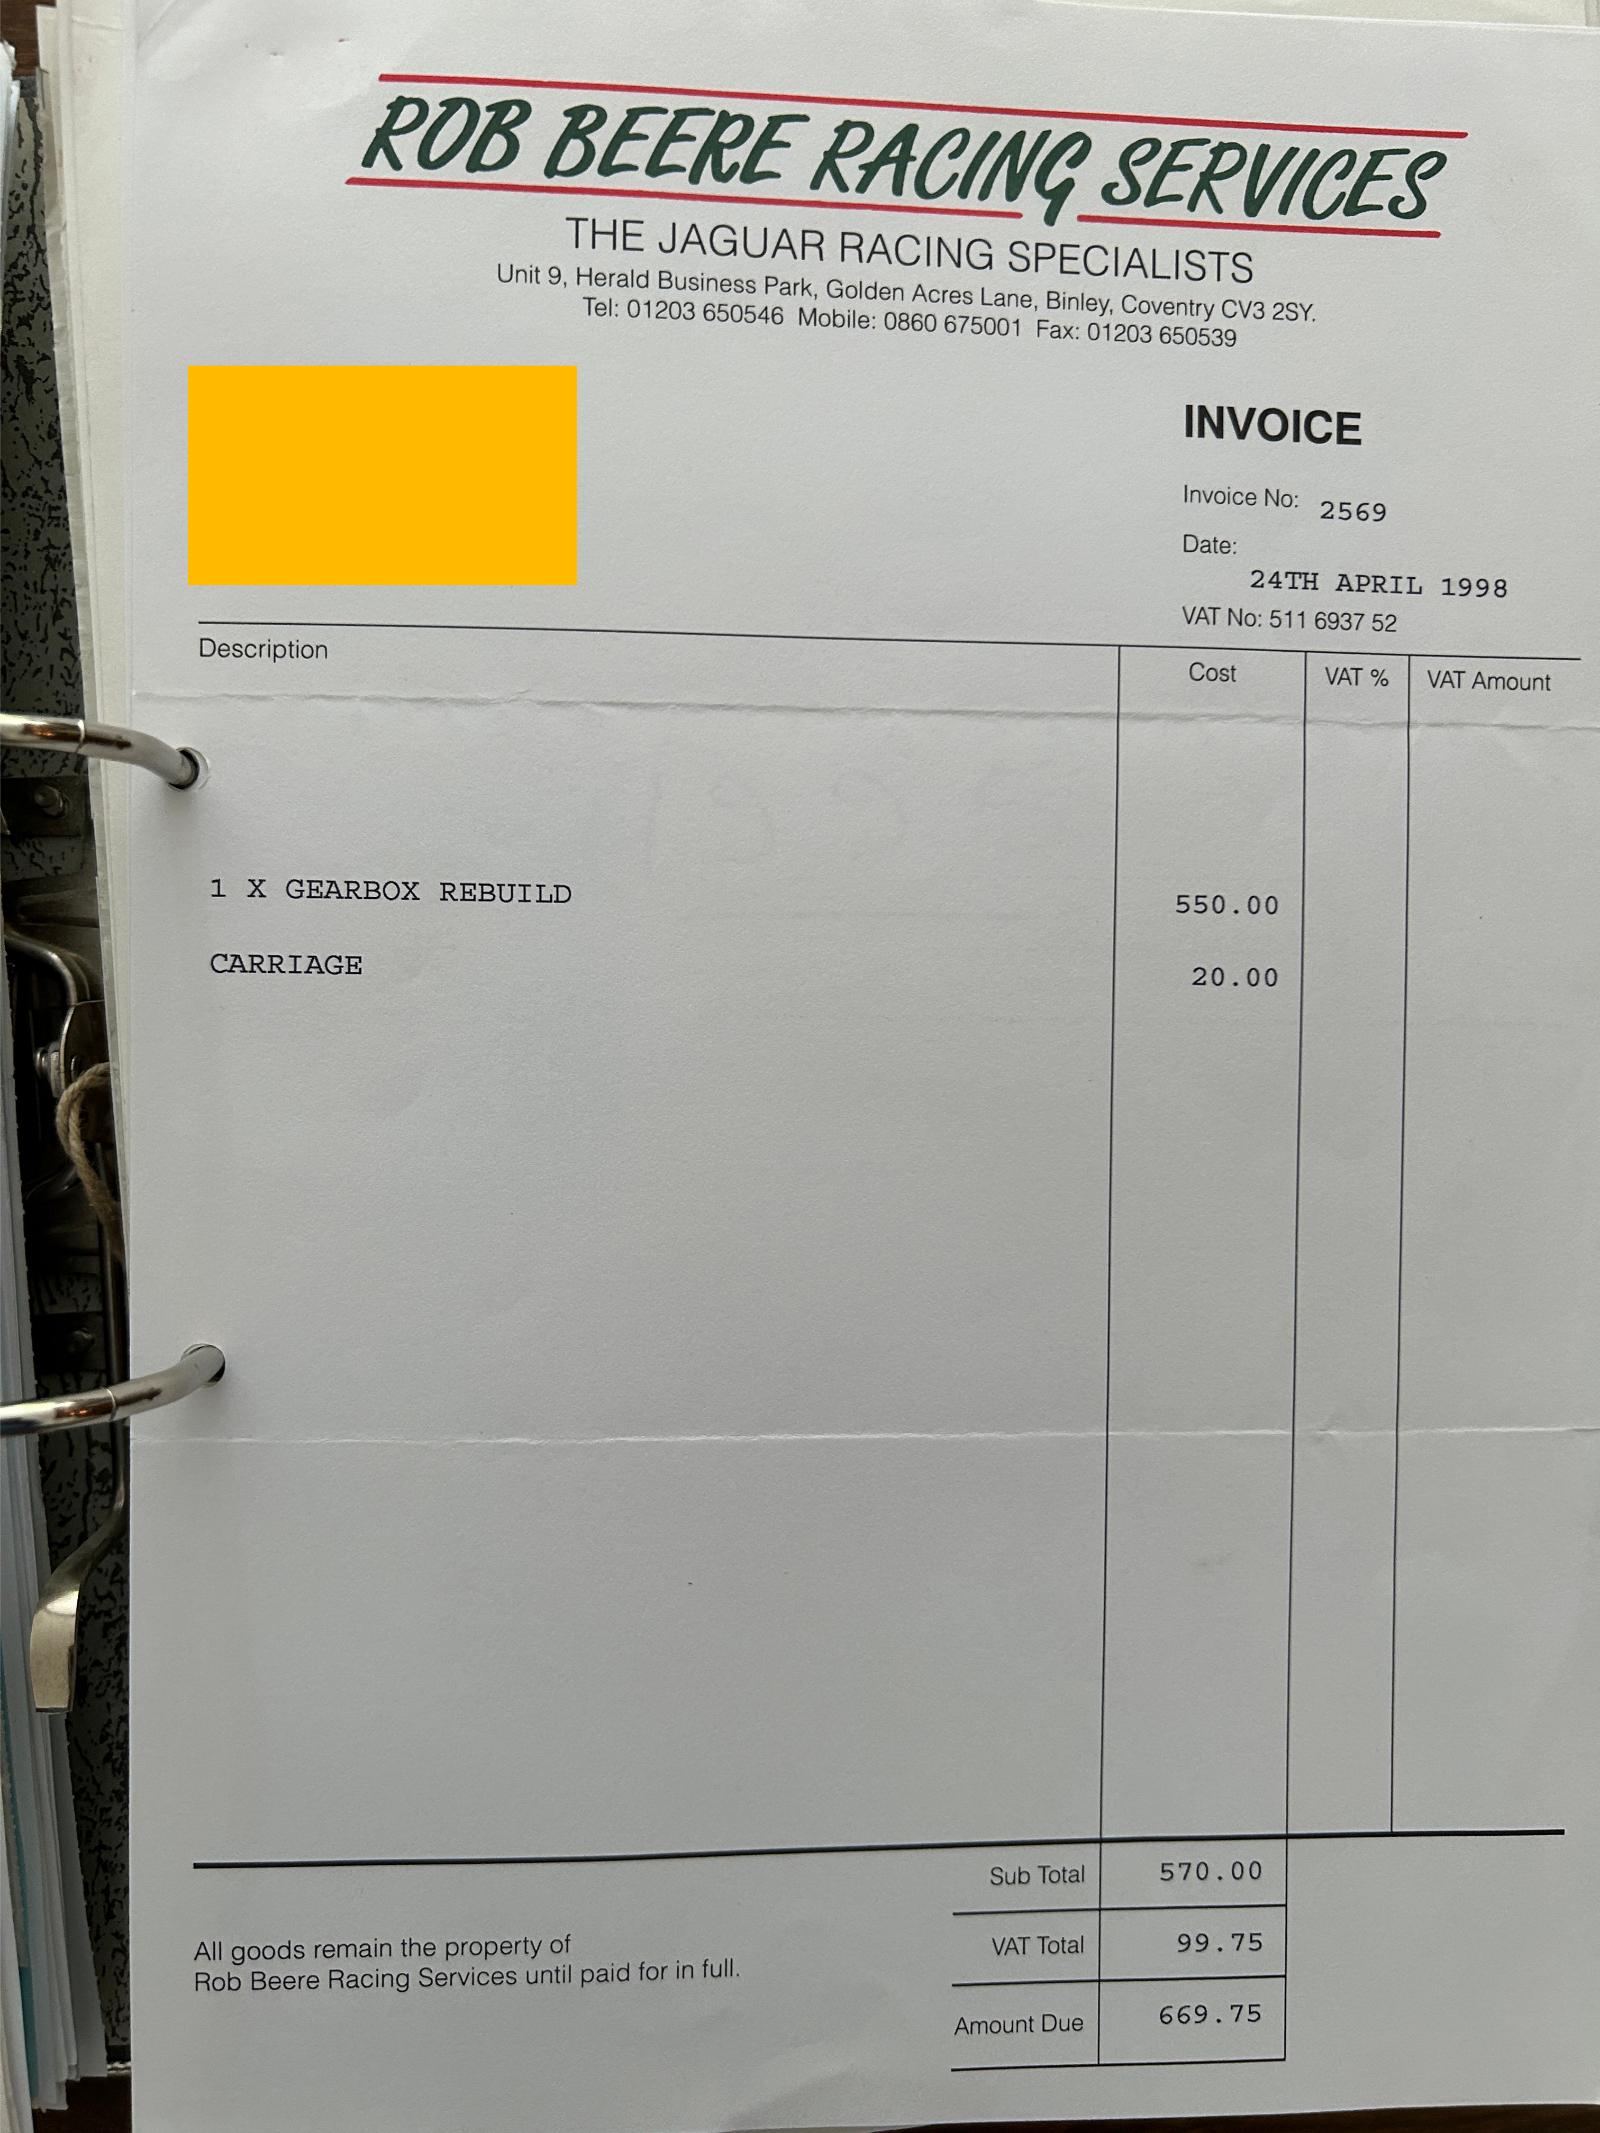 ROB BEERE RACING SERVICES
THE JAGUAR RACING SPECIALISTS
Unit 9, Herald Business Park, Golden Acres Lane, Binley, Coventry CV3 2SY.
Tel: 01203 650546 Mobile: 0860 675001 Fax: 01203 650539
INVOICE
Invoice No: 2569
Date:
24TH APRIL 1998
VAT No: 511 6937 52
Description Cost VAT % VAT Amount
1 X GEARBOX REBUILD 550.00
CARRIAGE 20.00
Sub Total 570.00
VAT Total 99.75
Amount Due 669.75
All goods remain the property of
Rob Beere Racing Services until paid for in full.